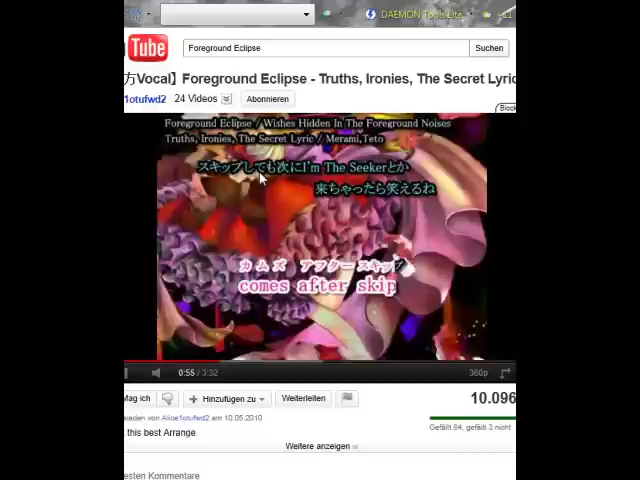 DAEMON Tools Lite
+11
Tube
Foreground Eclipse
Suchen
方Vocal】 Foreground Eclipse - Truths, Ironies, The Secret Lyric
1otufwd2 24 Videos Abonnieren
Block
Foreground Eclipse / Wishes Hidden In The Foreground Noises
Truths, Ironies, The Secret Lyric / Merami,Teto
スキップしても次にI'm The Seekerとか
来ちゃったら笑えるね
カムズ アフター スキップ
comes after skip
0:55 / 3:32
360p
Mag ich
Hinzufügen zu
Weiterleiten
10.096
aden von Alice1otufwd2 am 10.05.2010
Gefällt 84, gefällt 3 nicht
this best Arrange.
Weitere anzeigen
esten Kommentare